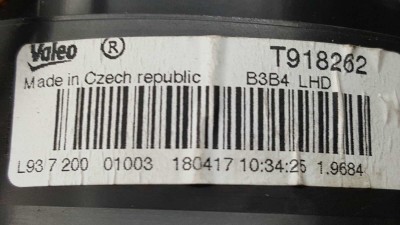 Valeo ® T918262
Made in Czech republic B3B4 LHD
L93 7 200 01003 180417 10:34:25 1.9684